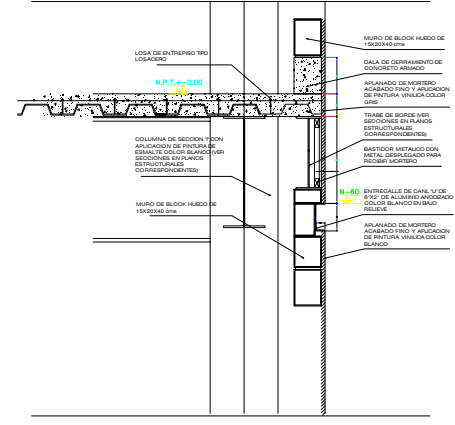 MURO DE BLOCK HUECO DE
15X20X40 cms
LOSA DE ENTREPISO TIPO
LOSACERO
DALA DE CERRAMIENTO DE
CONCRETO ARMADO
N.P.T.+-0.00
APLANADO DE MORTERO
ACABADO FINO Y APLICACION
DE PINTURA VINILICA COLOR
GRIS
TRABE DE BORDE (VER
SECCIONES EN PLANOS
ESTRUCTURALES
CORRESPONDIENTES)
COLUMNA DE SECCION "I" CON
APLICACION DE PINTURA DE
ESMALTE COLOR BLANCO (VER
SECCIONES EN PLANOS
ESTRUCTURALES
CORRESPONDIENTES)
BASTIDOR METALICO CON
METAL DESPLEGADO PARA
RECIBIR MORTERO
N-60
ENTRECALLE DE CANL "U" DE
6"X2" DE ALUMINIO ANODIZADO
COLOR BLANCO EN BAJO
RELIEVE
MURO DE BLOCK HUECO DE
15X20X40 cms
APLANADO DE MORTERO
ACABADO FINO Y APLICACION
DE PINTURA VINILICA COLOR
BLANCO